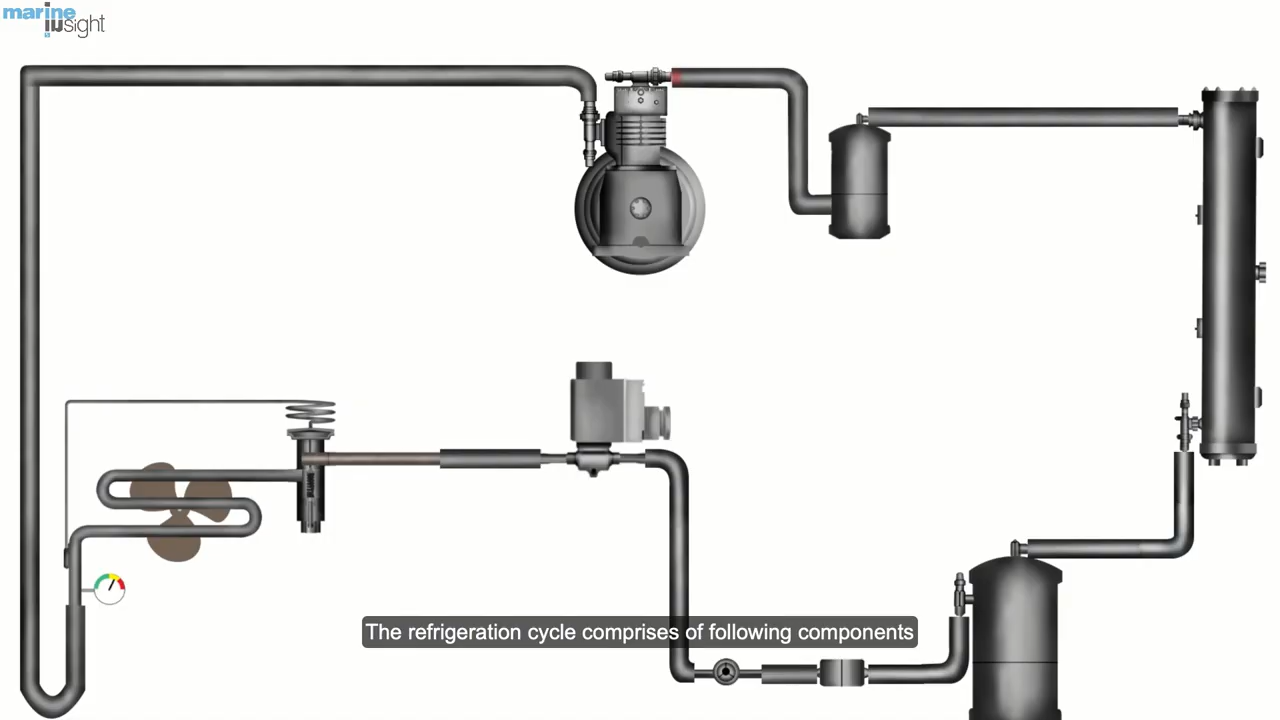 marine
insight
The refrigeration cycle comprises of following components